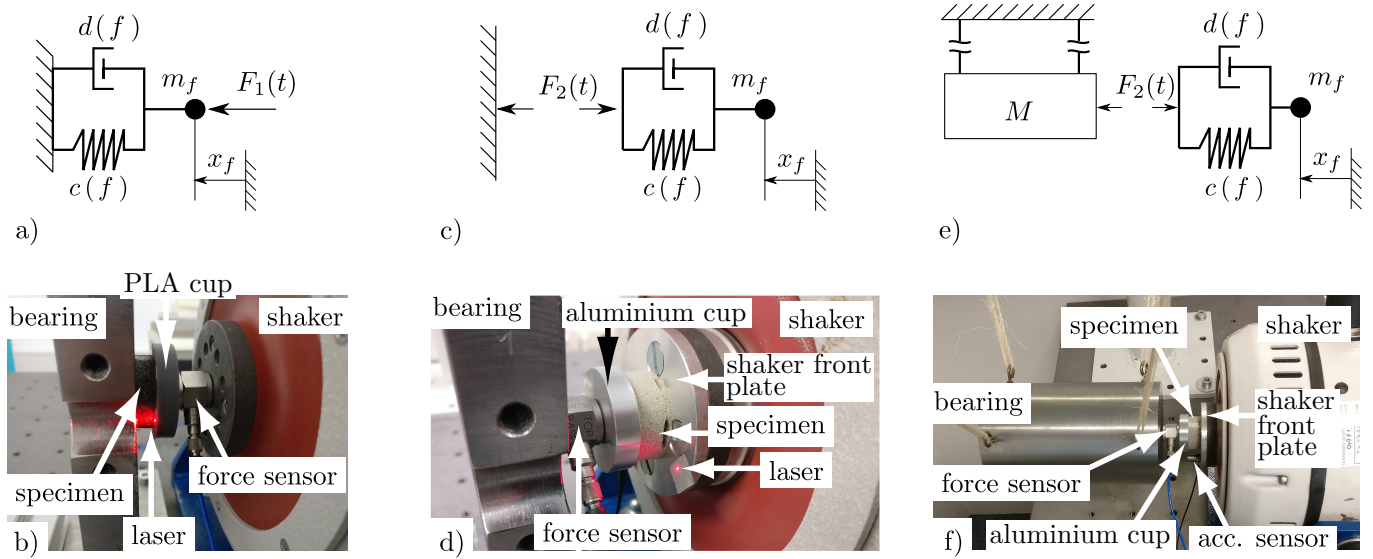 d(f)
m_f
F_1(t)
x_f
c(f)
a)
d(f)
F_2(t)
m_f
x_f
c(f)
c)
M
F_2(t)
d(f)
m_f
x_f
c(f)
e)
PLA cup
bearing
shaker
specimen
laser
force sensor
b)
bearing
aluminium cup
shaker
shaker front
plate
specimen
laser
force sensor
TOP
d)
specimen
shaker
bearing
shaker
front
plate
force sensor
aluminium cup
acc. sensor
f)